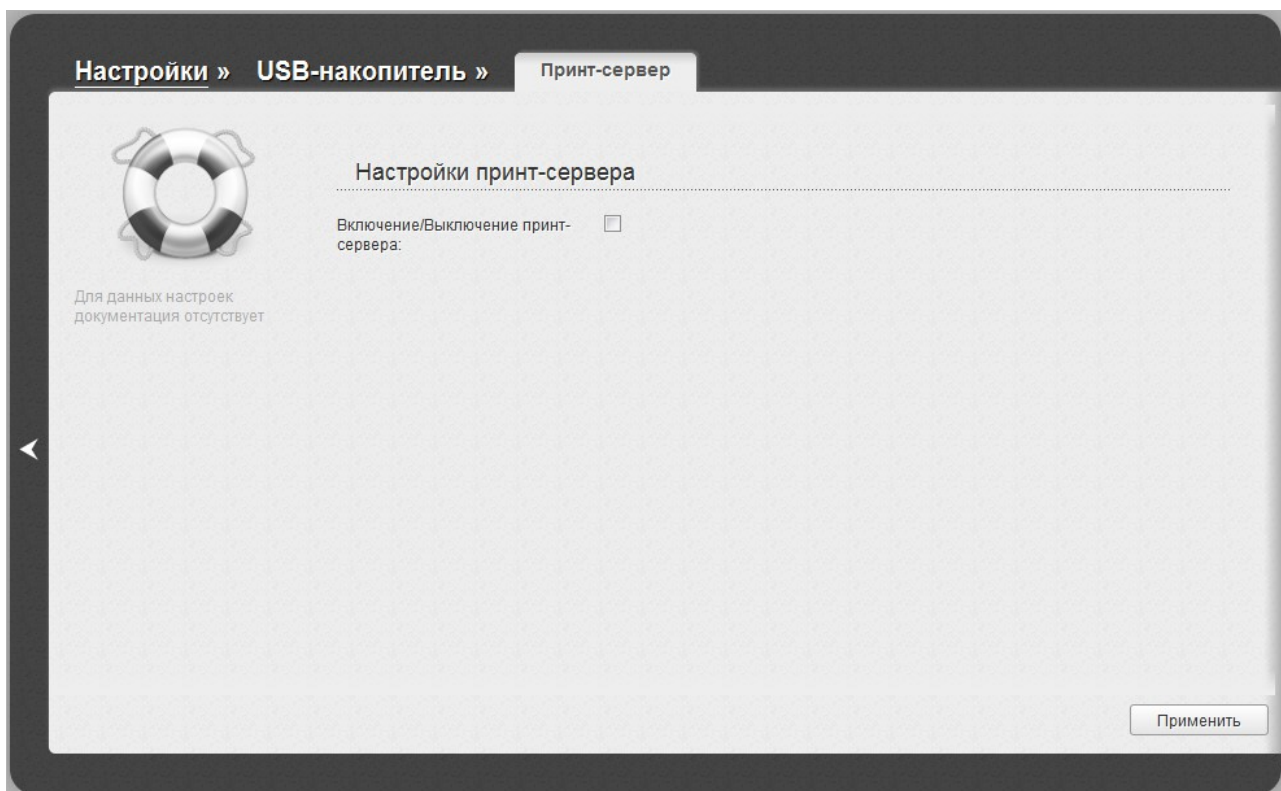 Настройки » USB-накопитель » Принт-сервер
Настройки принт-сервера
Включение/Выключение принт-
сервера:
Для данных настроек
документация отсутствует
Применить